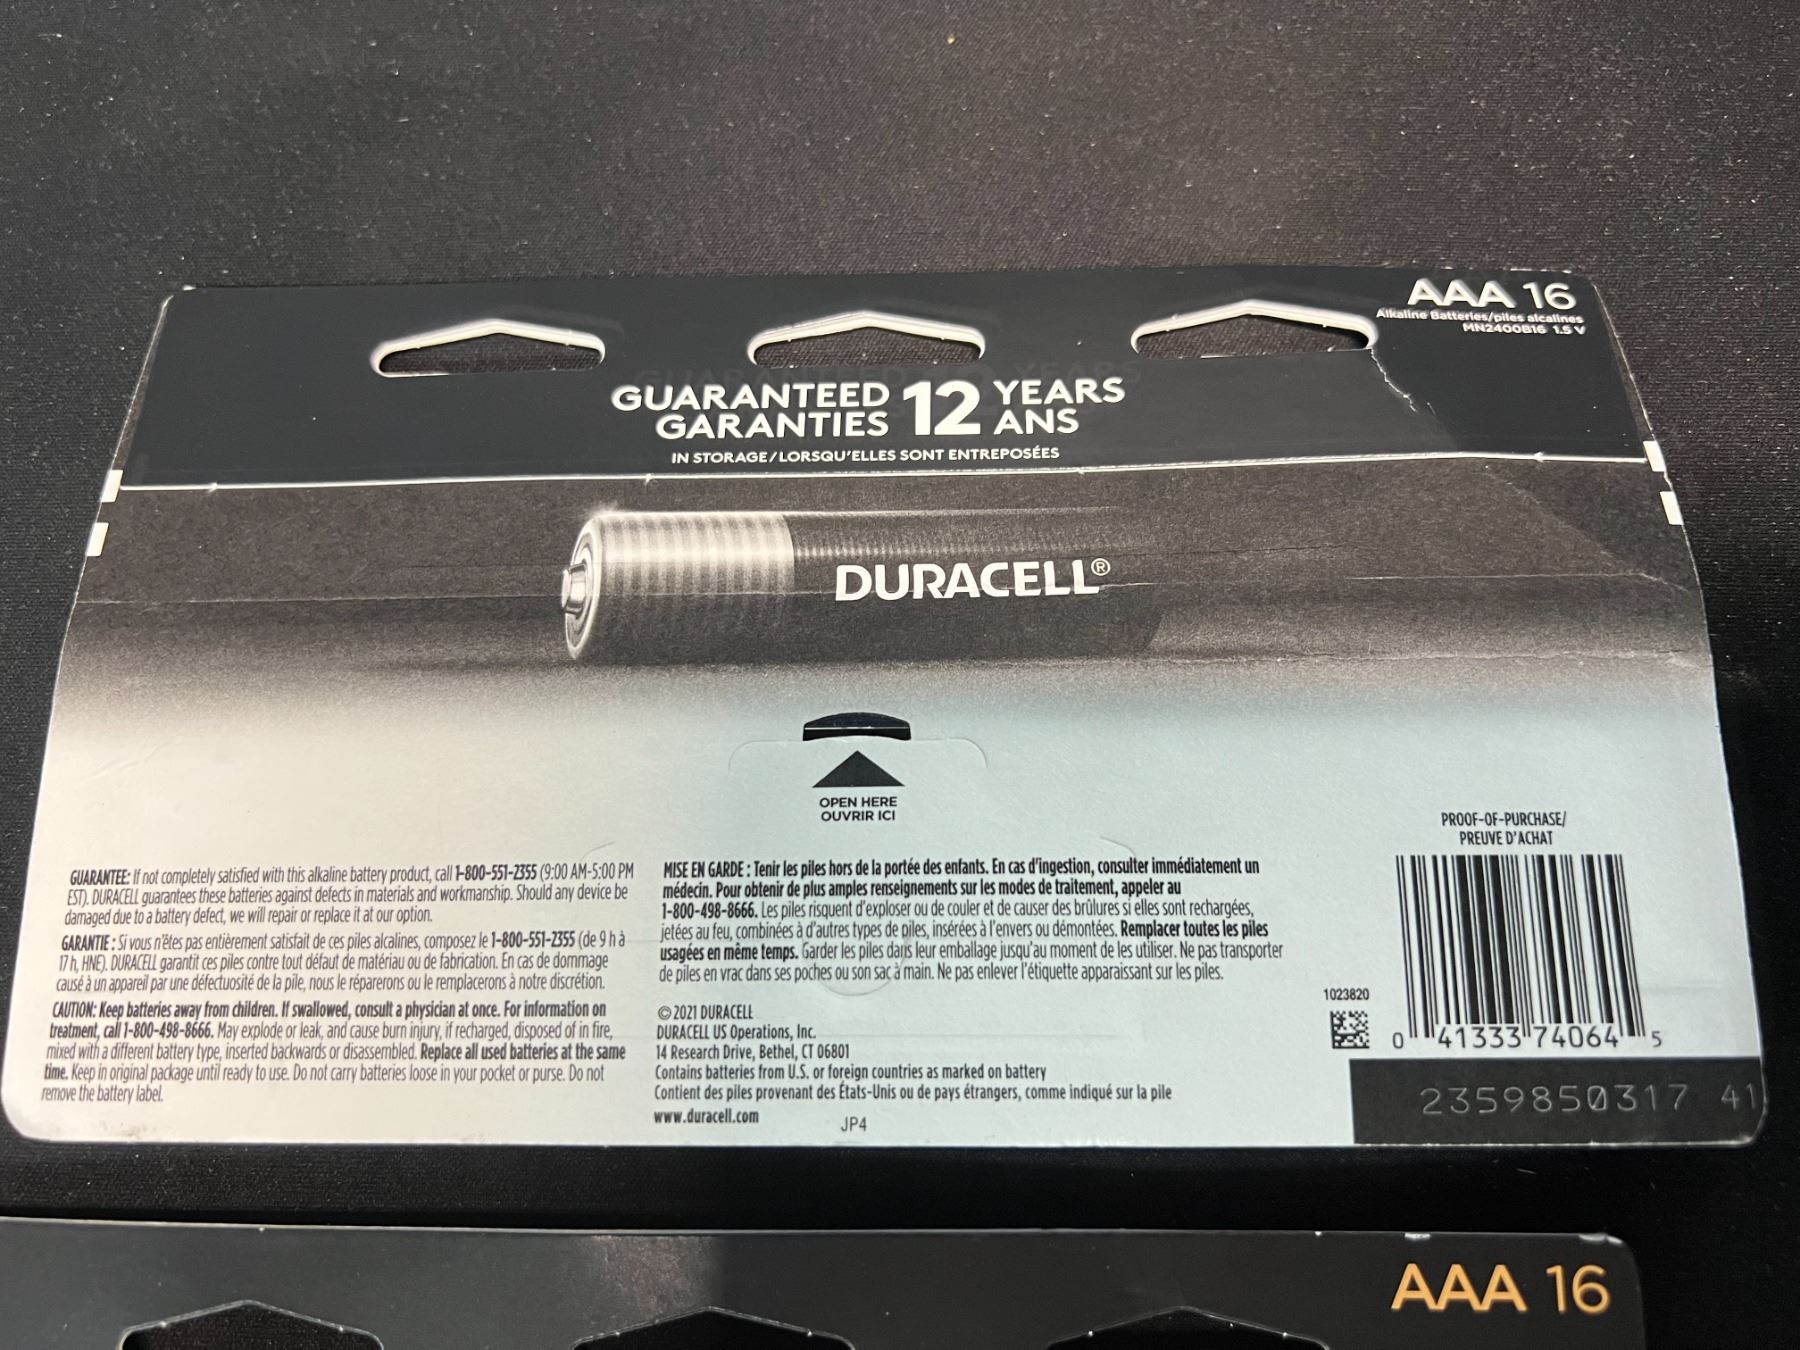 AAA 16
Alkaline Batteries/piles alcalines
MN2400B16 1.5 V
GUARANTEED 12 YEARS
GARANTIES ANS
IN STORAGE/LORSQU'ELLES SONT ENTREPOSÉES
DURACELL®
OPEN HERE
OUVRIR ICI
GUARANTEE: If not completely satisfied with this alkaline battery product, call 1-800-551-2355 (9:00 AM-5:00 PM
EST). DURACELL guarantees these batteries against defects in materials and workmanship. Should any device be
damaged due to a battery defect, we will repair or replace it at our option.
GARANTIE : Si vous n'êtes pas entièrement satisfait de ces piles alcalines, composez le 1-800-551-2355 (de 9 h à
17 h, HNE). DURACELL garantit ces piles contre tout défaut de matériau ou de fabrication. En cas de dommage
causé à un appareil par une défectuosité de la pile, nous le réparerons ou le remplacerons à notre discrétion.
CAUTION: Keep batteries away from children. If swallowed, consult a physician at once. For information on
treatment, call 1-800-498-8666. May explode or leak, and cause burn injury, if recharged, disposed of in fire,
mixed with a different battery type, inserted backwards or disassembled. Replace all used batteries at the same
time. Keep in original package until ready to use. Do not carry batteries loose in your pocket or purse. Do not
remove the battery label.
MISE EN GARDE : Tenir les piles hors de la portée des enfants. En cas d'ingestion, consulter immédiatement un
médecin. Pour obtenir de plus amples renseignements sur les modes de traitement, appeler au
1-800-498-8666. Les piles risquent d'exploser ou de couler et de causer des brûlures si elles sont rechargées,
jetées au feu, combinées à d'autres types de piles, insérées à l'envers ou démontées. Remplacer toutes les piles
usagées en même temps. Garder les piles dans leur emballage jusqu'au moment de les utiliser. Ne pas transporter
de piles en vrac dans ses poches ou son sac à main. Ne pas enlever l'étiquette apparaissant sur les piles.
©2021 DURACELL
DURACELL US Operations, Inc.
14 Research Drive, Bethel, CT 06801
Contains batteries from U.S. or foreign countries as marked on battery
Contient des piles provenant des États-Unis ou de pays étrangers, comme indiqué sur la pile
www.duracell.com
JP4
PROOF-OF-PURCHASE/
PREUVE D'ACHAT
1023820
0 41333 74064 5
2359850317 41
AAA 16